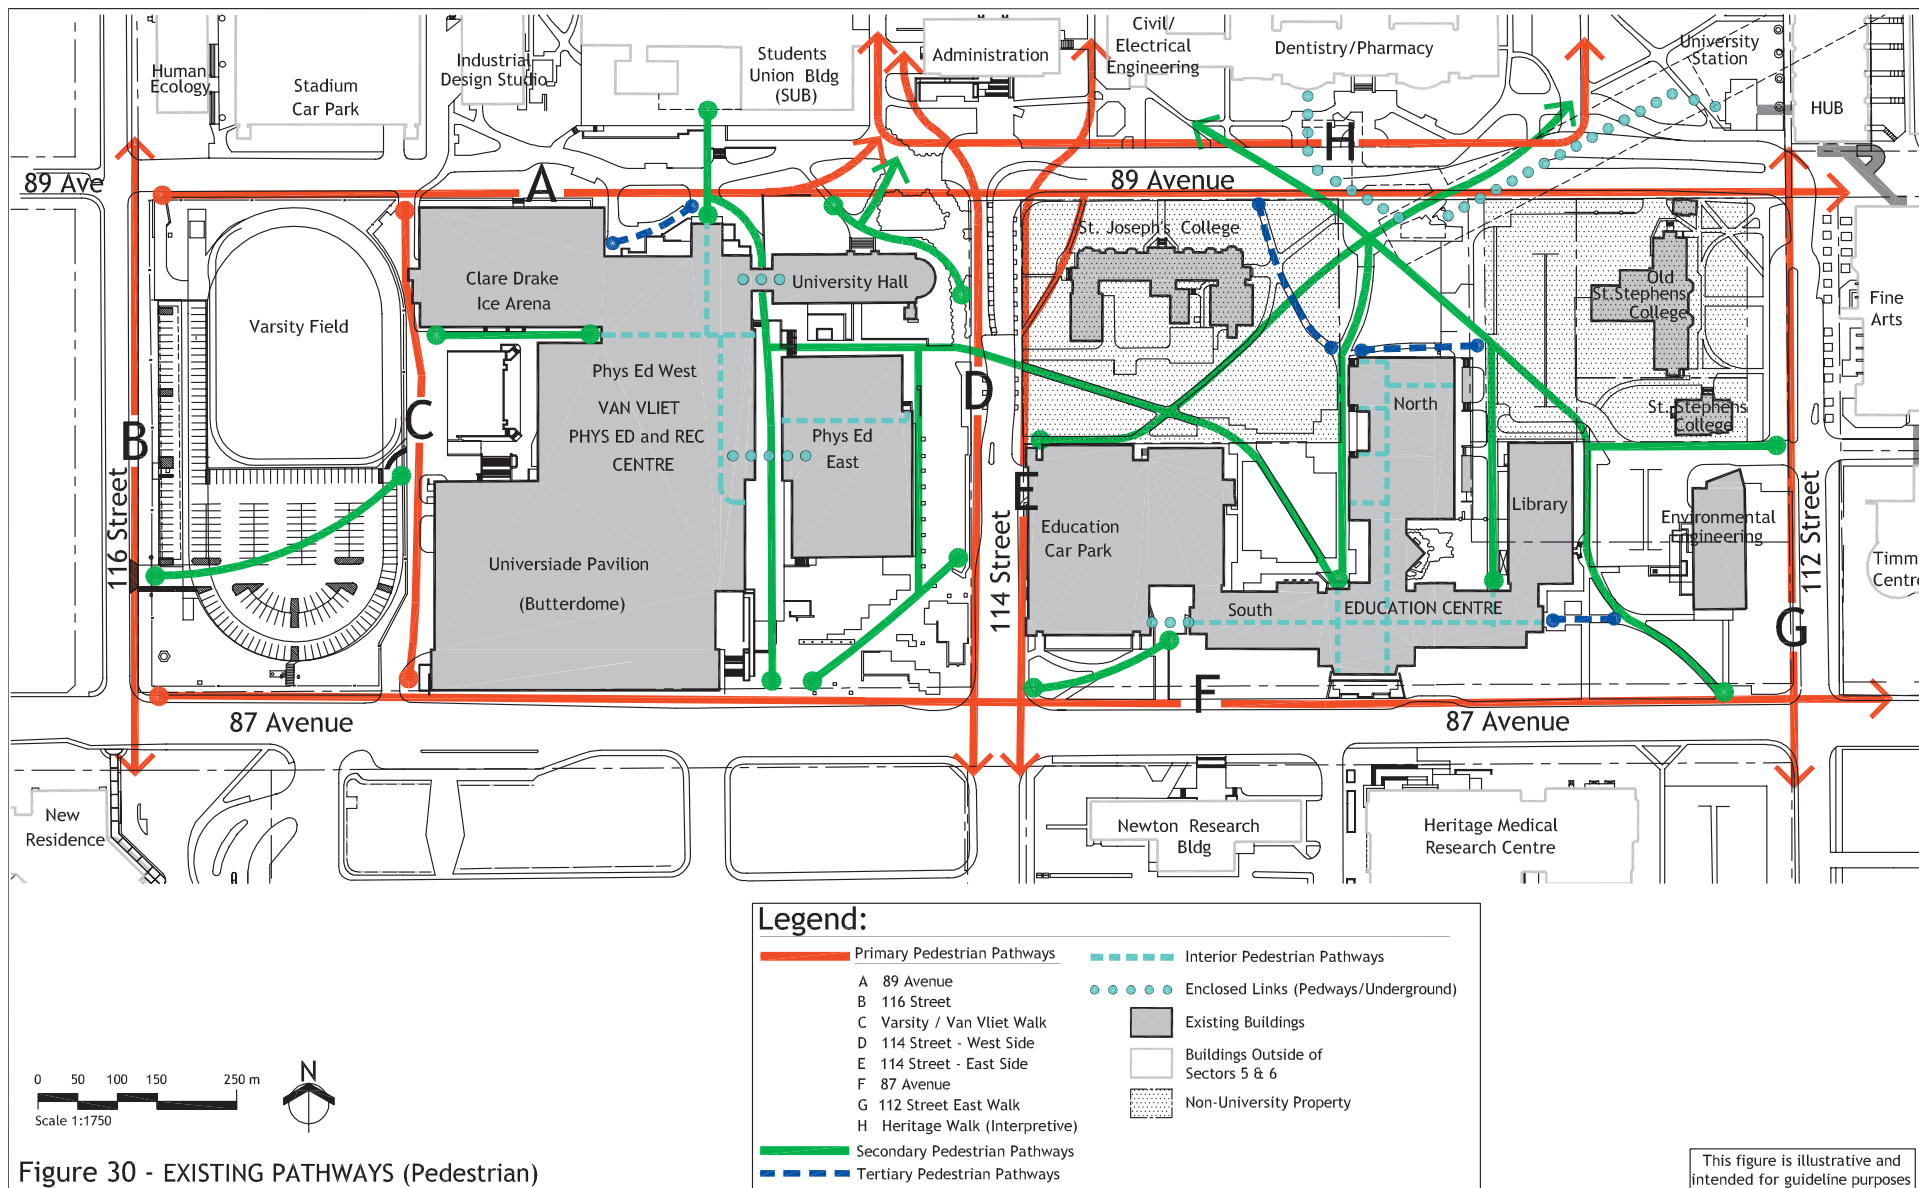 Human
Ecology
Stadium
Car Park
Industrial
Design Studio
Students
Union Bldg
(SUB)
Administration
Civil/
Electrical
Engineering
Dentistry/Pharmacy
University
Station
HUB
H
89 Ave
A
89 Avenue
St. Joseph's College
Clare Drake
Ice Arena
University Hall
Old
St.Stephens
College
Fine
Arts
Varsity Field
Phys Ed West
VAN VLIET
PHYS ED and REC
CENTRE
Phys Ed
East
B
C
D
E
North
St. Stephens
College
116 Street
114 Street
112 Street
Education
Car Park
Library
Environmental
Engineering
Timm
Centre
Universiade Pavilion
(Butterdome)
South
EDUCATION CENTRE
G
F
87 Avenue
87 Avenue
New
Residence
Newton Research
Bldg
Heritage Medical
Research Centre
Legend:
Primary Pedestrian Pathways
A 89 Avenue
B 116 Street
C Varsity / Van Vliet Walk
D 114 Street - West Side
E 114 Street - East Side
F 87 Avenue
G 112 Street East Walk
H Heritage Walk (Interpretive)
Secondary Pedestrian Pathways
Tertiary Pedestrian Pathways
Interior Pedestrian Pathways
Enclosed Links (Pedways/Underground)
Existing Buildings
Buildings Outside of
Sectors 5 & 6
Non-University Property
0 50 100 150 250 m
Scale 1:1750
N
Figure 30 - EXISTING PATHWAYS (Pedestrian)
This figure is illustrative and
intended for guideline purposes